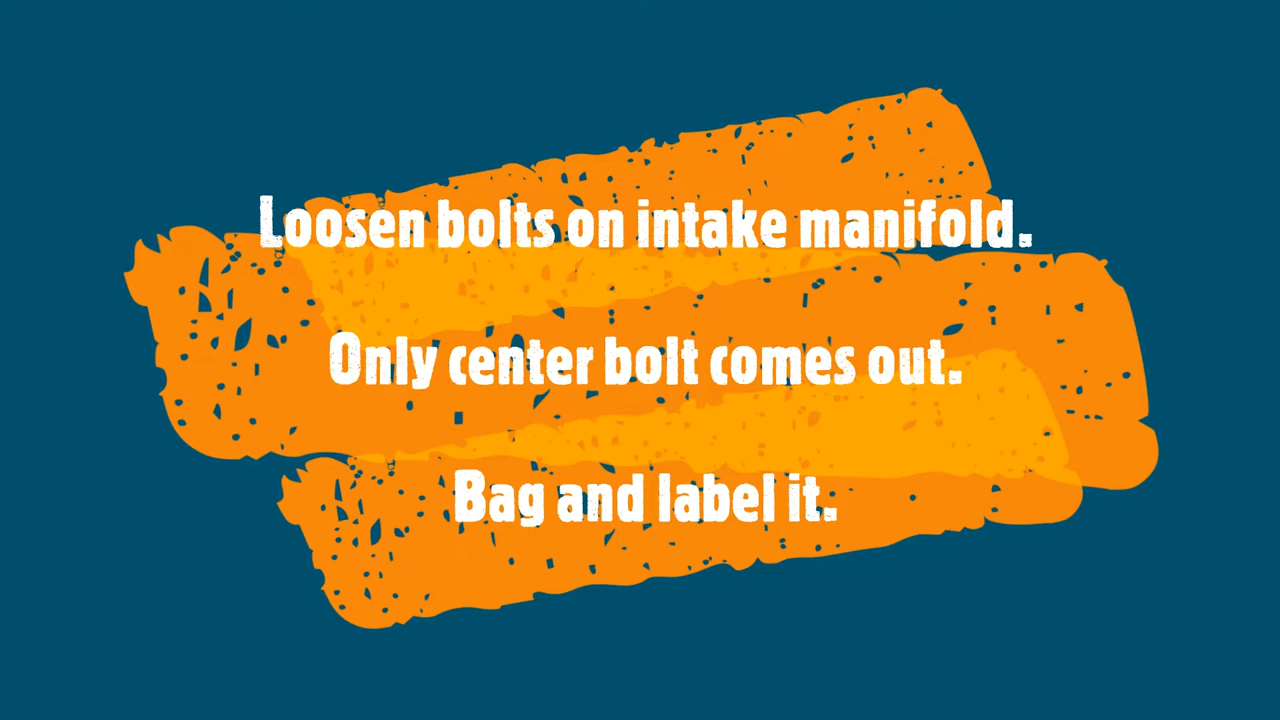 Loosen bolts on intake manifold.
Only center bolt comes out.
Bag and label it.